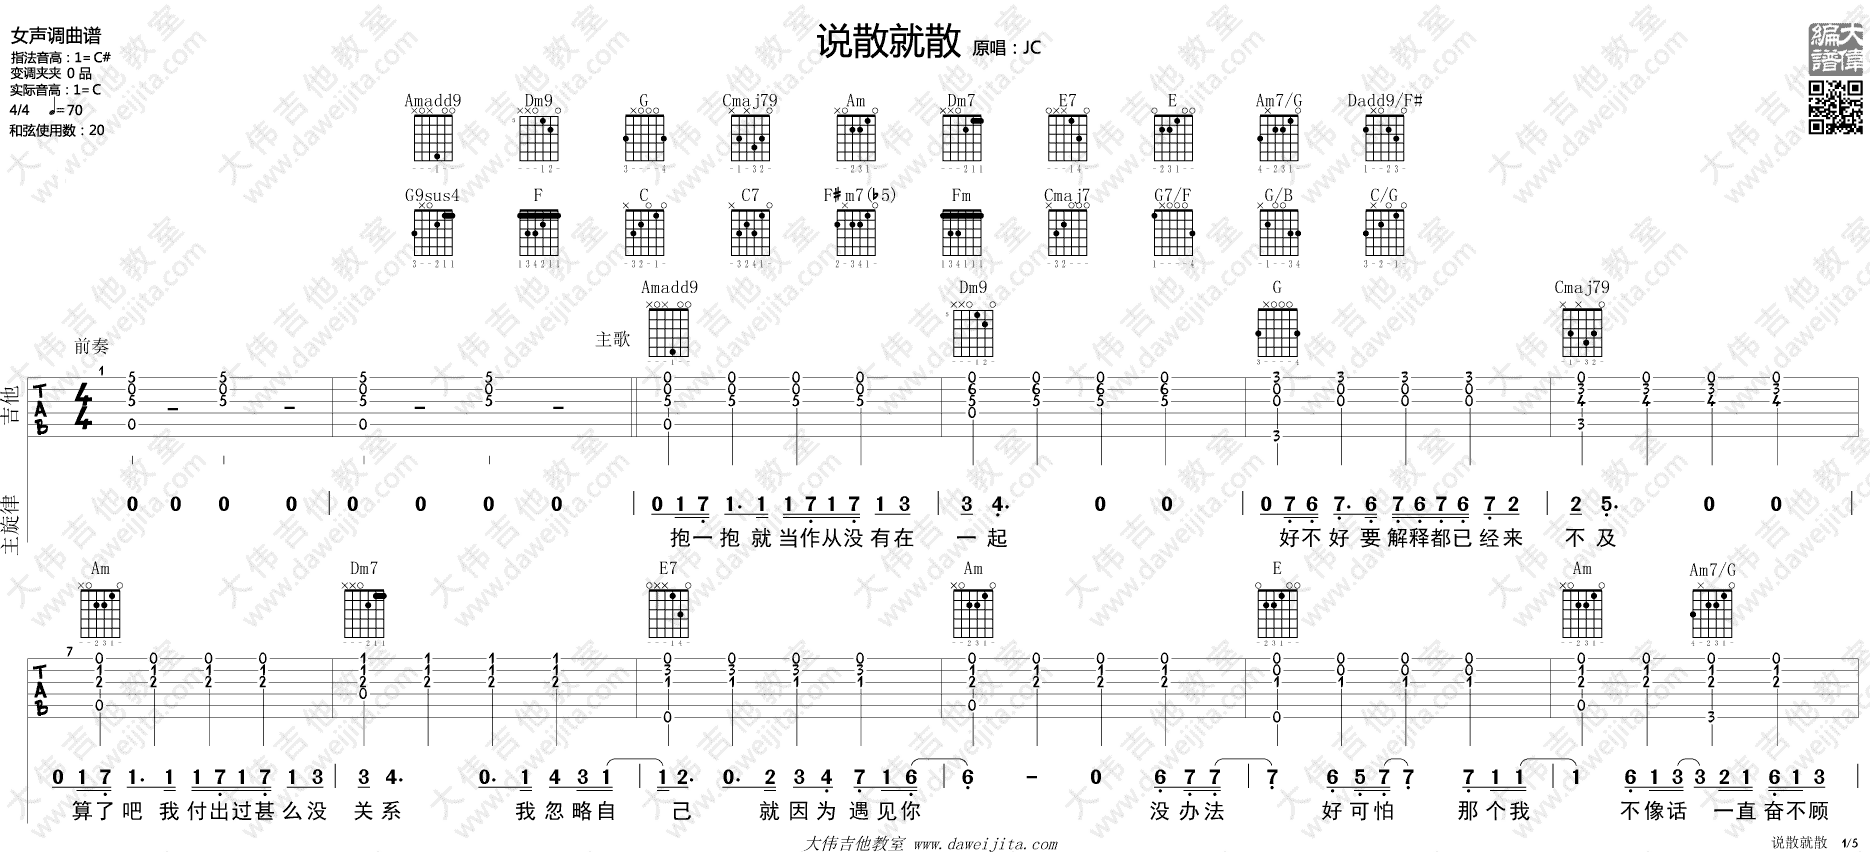 女声调曲谱
指法音高：1= C#
变调夹夹 0 品
实际音高：1= C
4/4 ♩= 70
和弦使用数：20
说散就散 原唱：JC
大偉編譜
Amadd9 Dm9 G Cmaj79 Am Dm7 E7 E Am7/G Dadd9/F#
G9sus4 F C C7 F#m7(♭5) Fm Cmaj7 G7/F G/B C/G
Amadd9 Dm9 G Cmaj79
前奏 主歌
吉他
主旋律
0 0 0 0 | 0 0 0 0 | 0 1 7 1. 1 1 7 1 7 1 3 | 3 4. 0 0 | 0 7 6 7. 6 7 6 7 6 7 2 | 2 5. 0 0 |
抱一抱就当作从没有在 一起 好不好要解释都已经来 不及
Am Dm7 E7 Am E Am Am7/G
7
0 1 7 1. 1 1 7 1 7 1 3 | 3 4. 0. 1 4 3 1 | 1 2. 0. 2 3 4 7 1 6 | 6 – 0 6 7 7 | 7 6 5 7 7 7 1 1 | 1 6 1 3 3 2 1 6 1 3 |
算了吧我付出过甚么没 关系 我忽略自 己 就因为遇见你 没办法 好可怕 那个我 不像话 一直奋不顾
大伟吉他教室 www.daweijita.com
说散就散 1/5